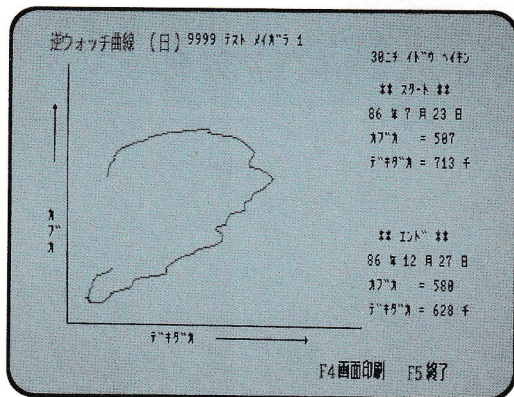 逆ウォッチ曲線 (日) 9999 テスト メイガラ 1
30ニチ イドウ ヘイキン
** スタート **
86 年 7 月 23 日
カブカ = 507
デキダカ = 713 千
** エンド **
86 年 12 月 27 日
カブカ = 580
デキダカ = 628 千
カブカ
デキダカ
F4画面印刷 F5終了